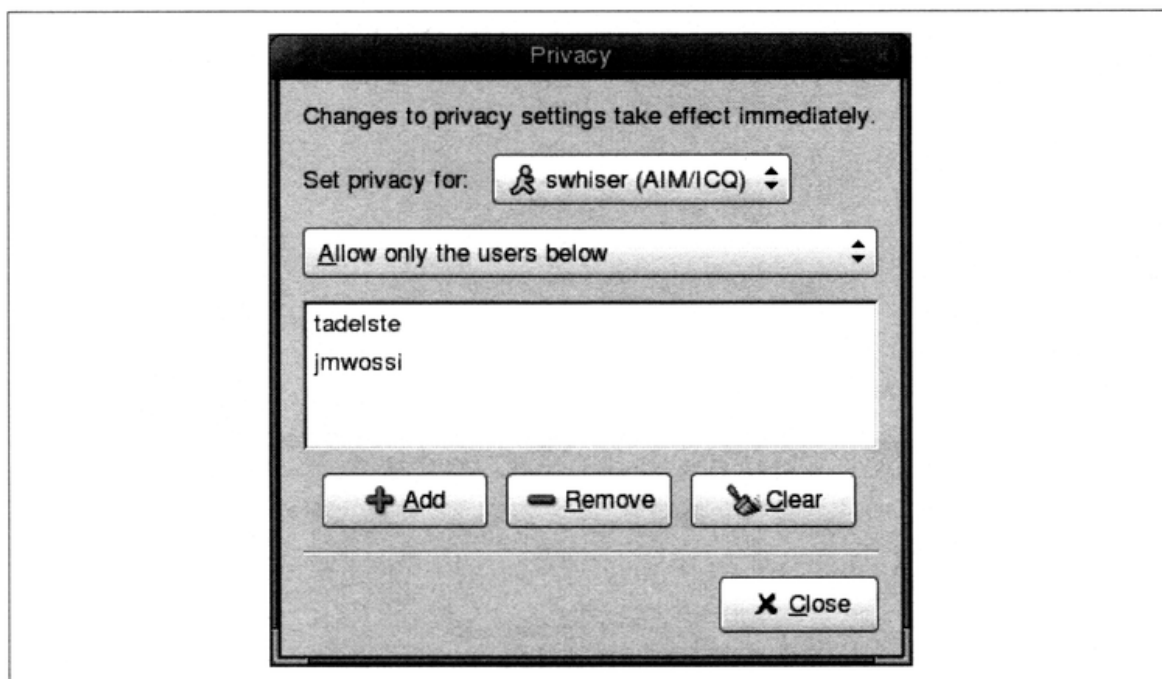 Privacy
Changes to privacy settings take effect immediately.
Set privacy for: swhiser (AIM/ICQ)
Allow only the users below
tadelste
jmwossi
Add Remove Clear
Close